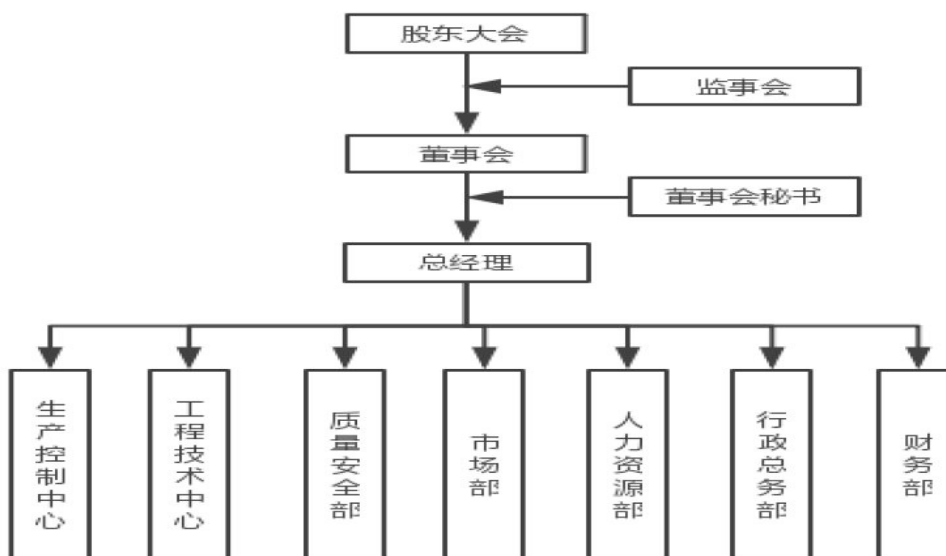 股东大会
监事会
董事会
董事会秘书
总经理
生产控制中心
工程技术中心
质量安全部
市场部
人力资源部
行政总务部
财务部